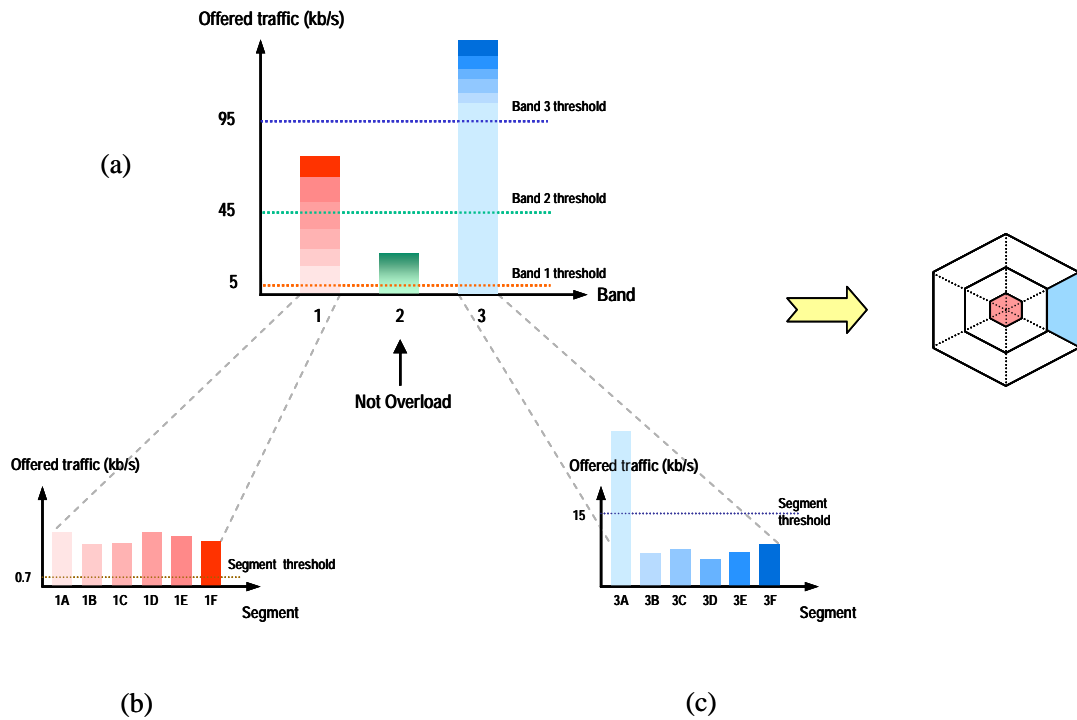 Offered traffic (kb/s)
Band 3 threshold
95
(a)
Band 2 threshold
45
Band 1 threshold
5
Band
1
2
3
Not Overload
Offered traffic (kb/s)
Segment threshold
0.7
1A
1B
1C
1D
1E
1F
Segment
(b)
Offered traffic (kb/s)
Segment
threshold
15
3A
3B
3C
3D
3E
3F
Segment
(c)